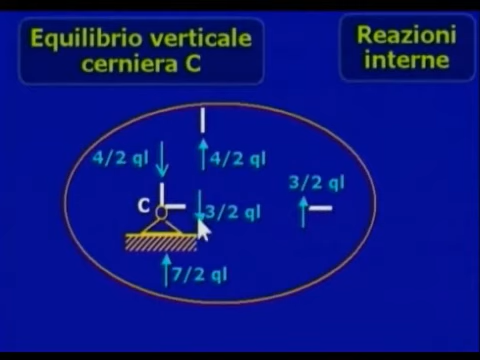 Equilibrio verticale
cerniera C
Reazioni
interne
4/2 ql
4/2 ql
3/2 ql
C
3/2 ql
7/2 ql